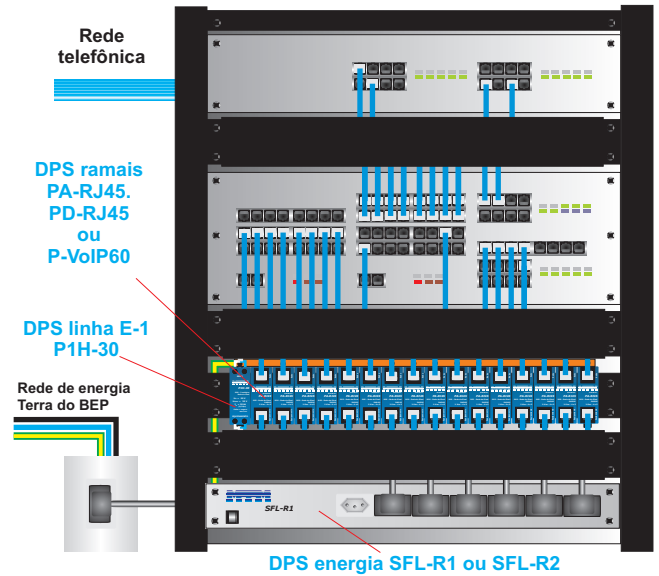 Rede
telefônica
DPS ramais
PA-RJ45.
PD-RJ45
ou
P-VoIP60
DPS linha E-1
P1H-30
Rede de energia
Terra do BEP
SFL-R1
DPS energia SFL-R1 ou SFL-R2